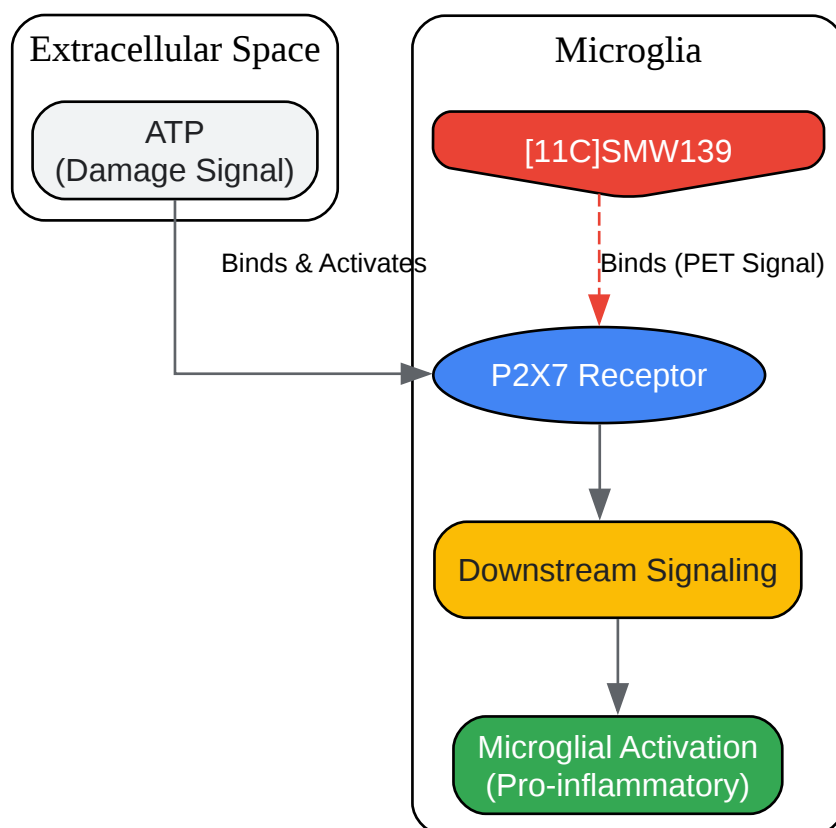 Extracellular Space
Microglia
ATP
(Damage Signal)
[11C]SMW139
Binds & Activates
Binds (PET Signal)
P2X7 Receptor
Downstream Signaling
Microglial Activation
(Pro-inflammatory)